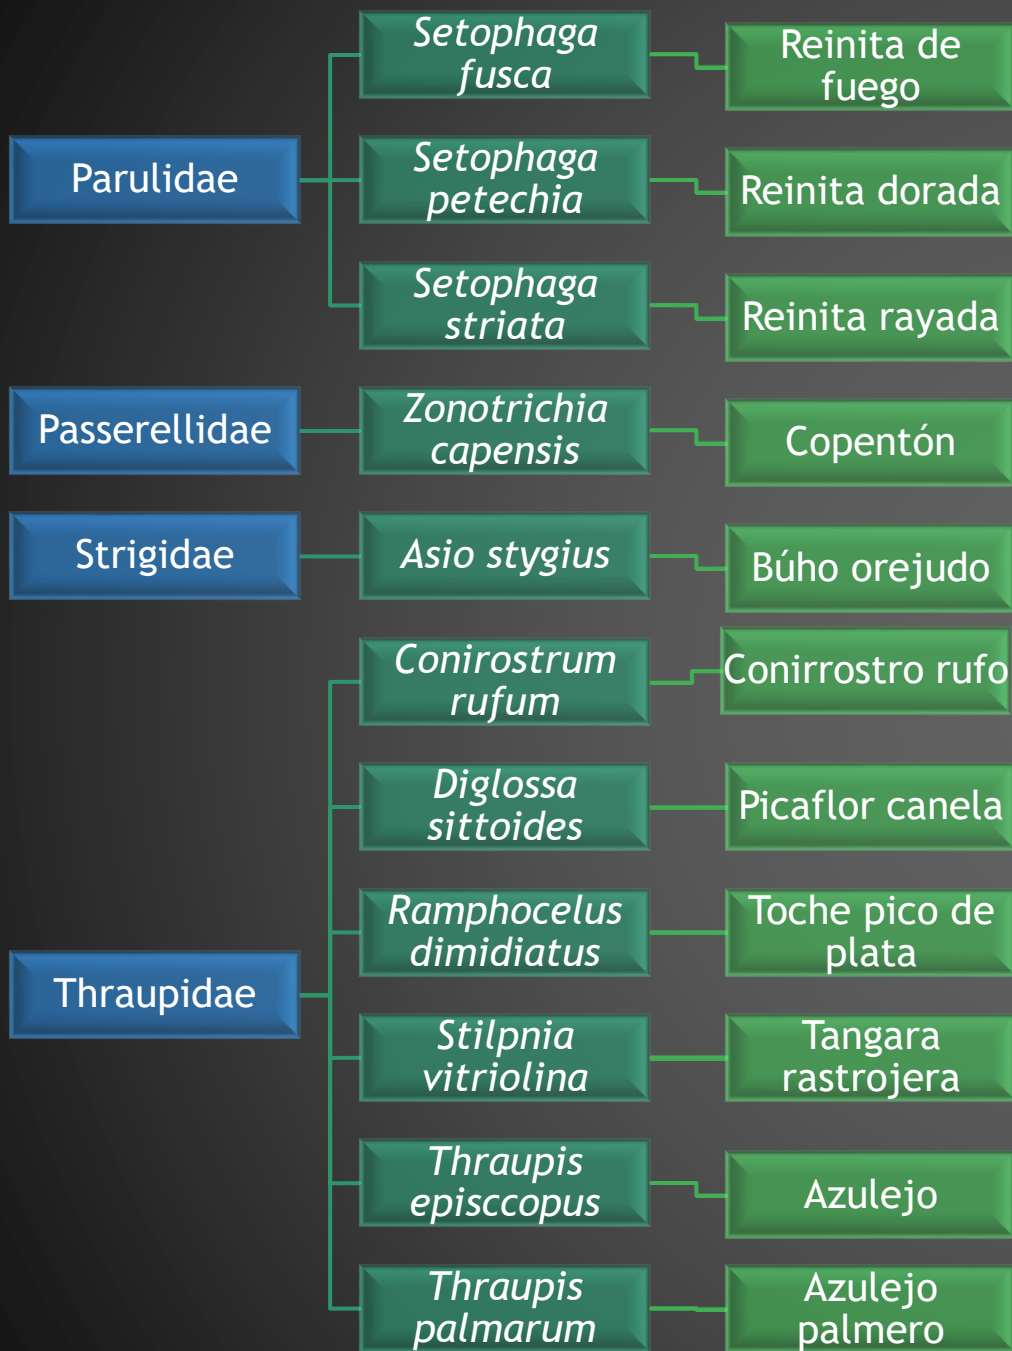 Parulidae
Setophaga
fusca
Reinita de
fuego
Setophaga
petechia
Reinita dorada
Setophaga
striata
Reinita rayada
Passerellidae
Zonotrichia
capensis
Copentón
Strigidae
Asio stygius
Búho orejudo
Thraupidae
Conirostrum
rufum
Conirrostro rufo
Diglossa
sittoides
Picaflor canela
Ramphocelus
dimidiatus
Toche pico de
plata
Stilpnia
vitriolina
Tangara
rastrojera
Thraupis
episccopus
Azulejo
Thraupis
palmarum
Azulejo
palmero